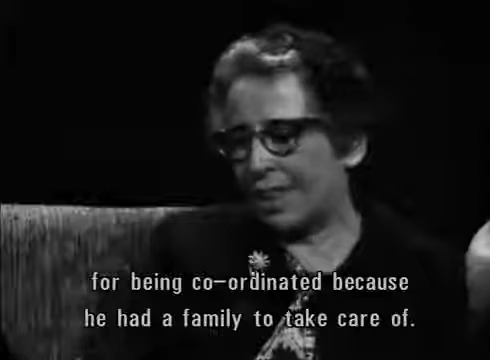 for being co-ordinated because
he had a family to take care of.